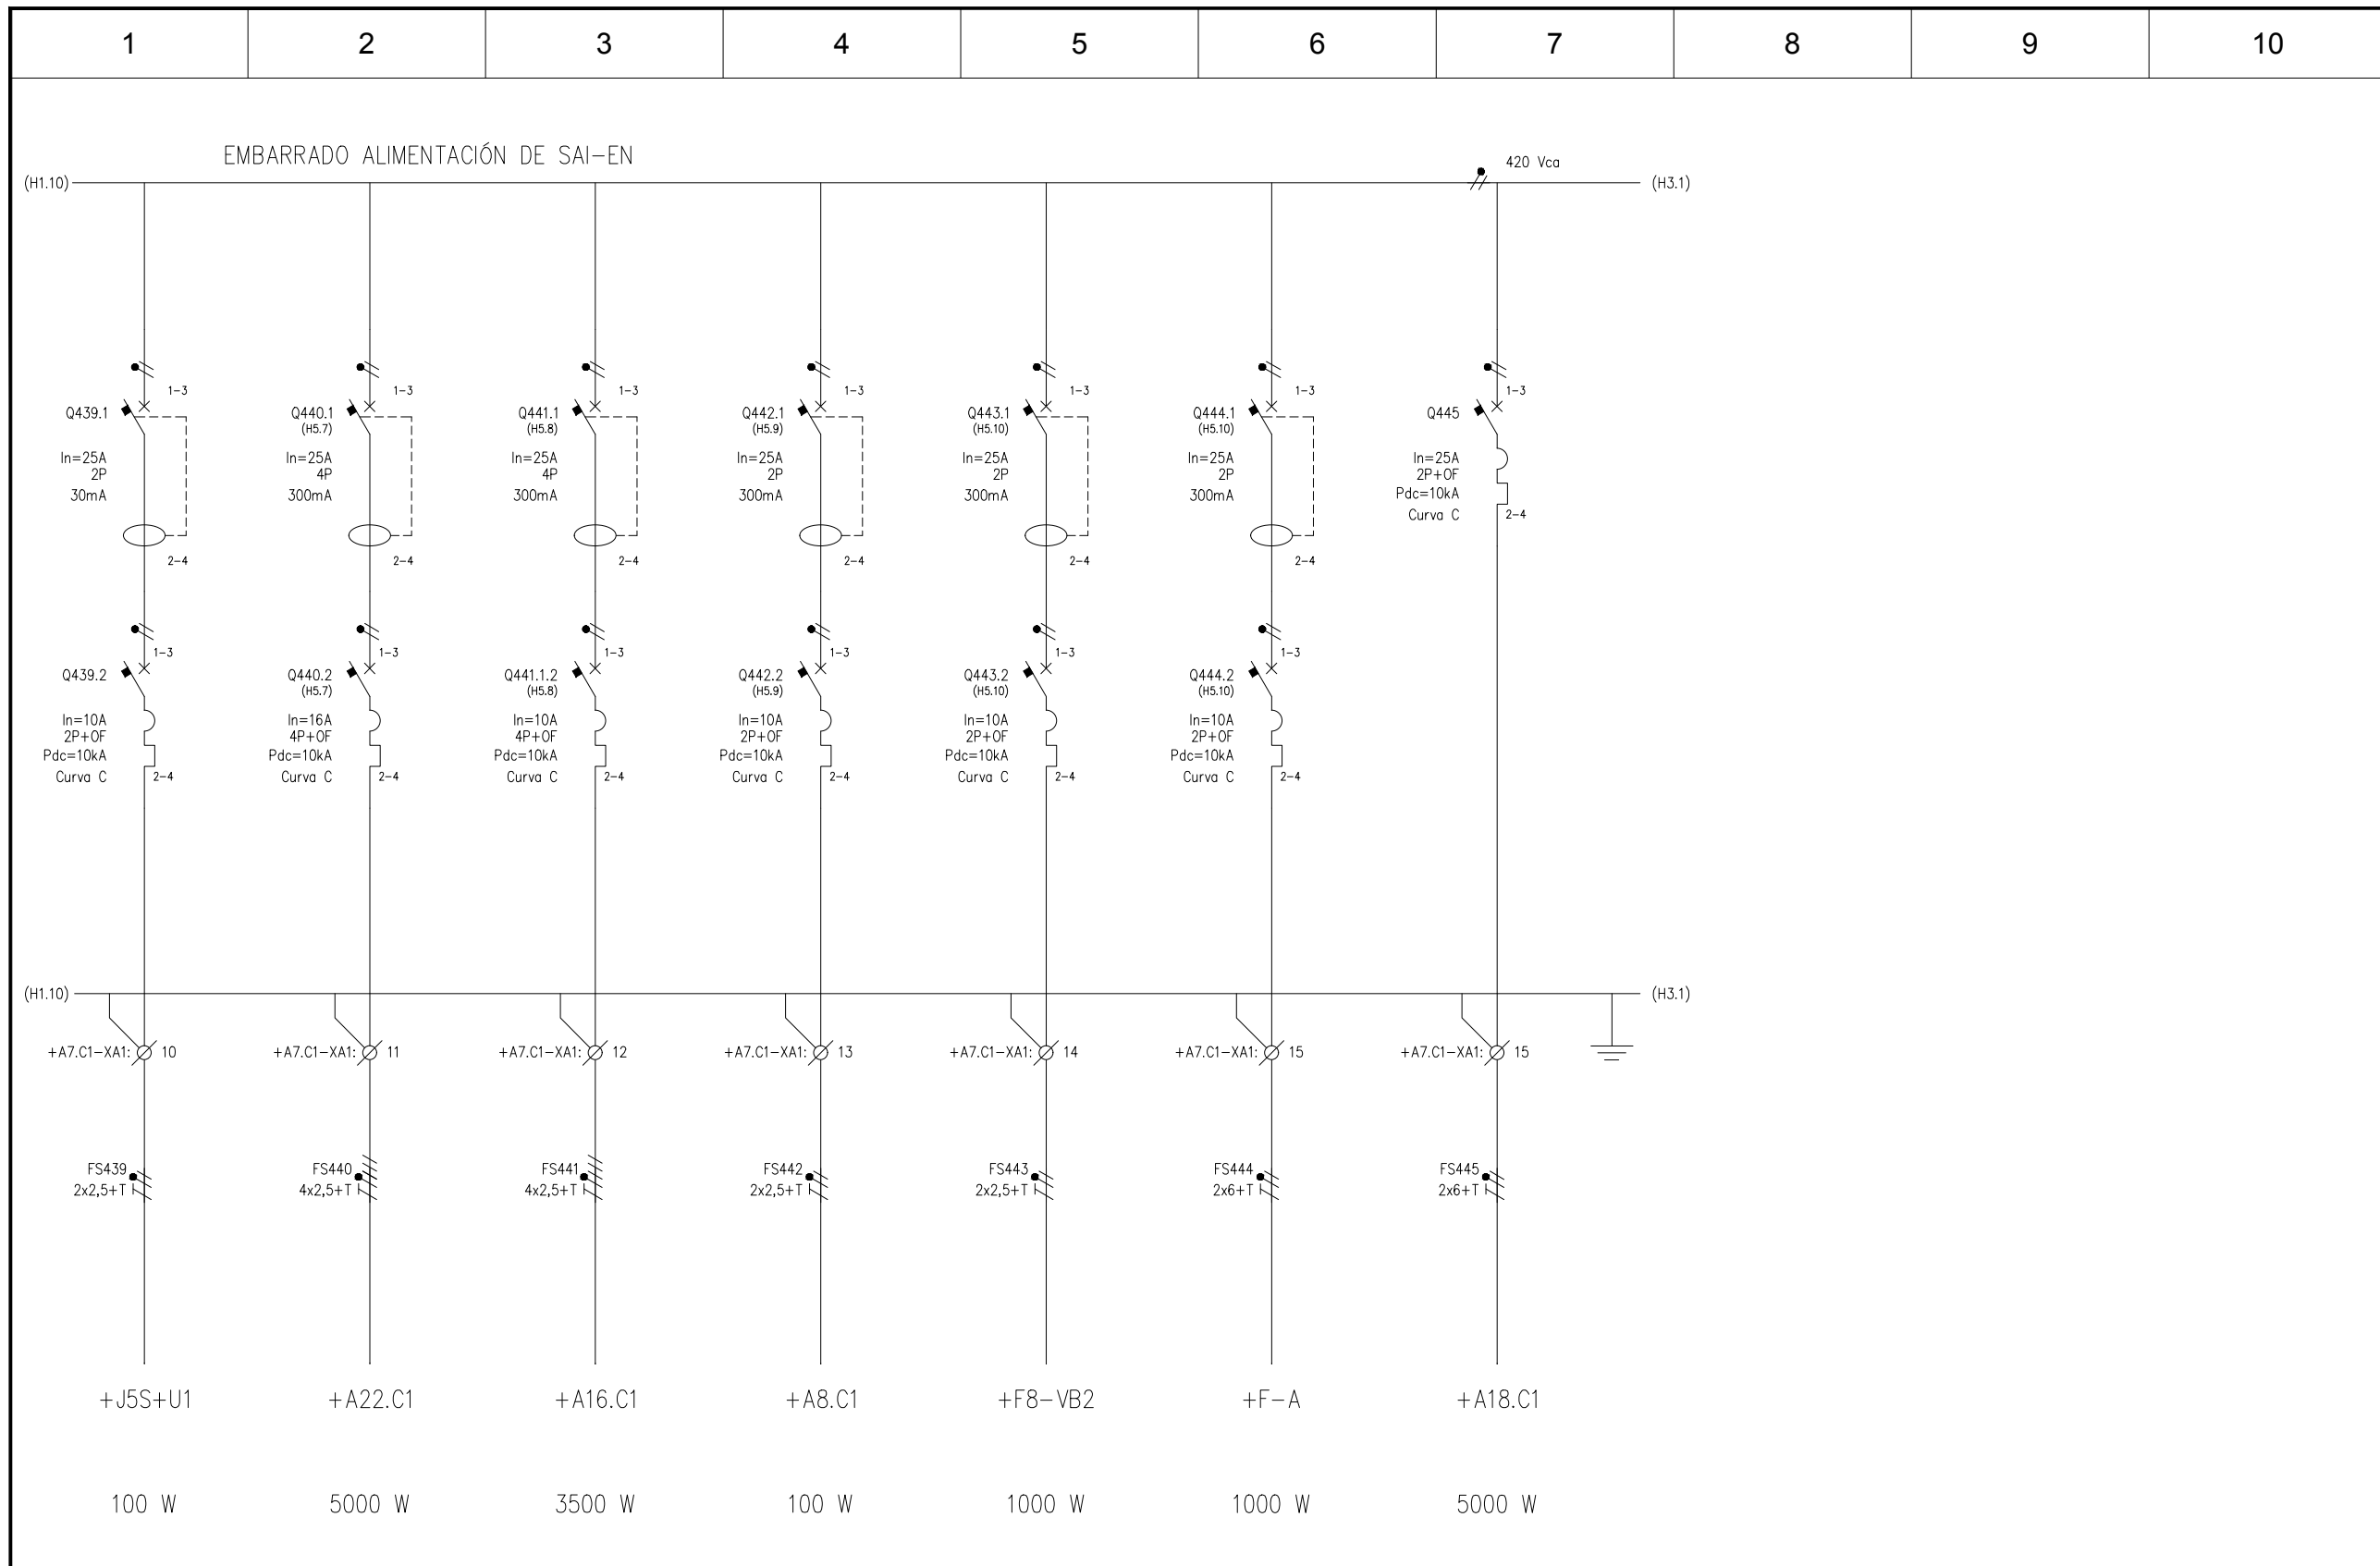 1 2 3 4 5 6 7 8 9 10
EMBARRADO ALIMENTACIÓN DE SAI-EN
420 Vca
(H1.10) (H3.1)
1-3 1-3 1-3 1-3 1-3 1-3 1-3
Q439.1 Q440.1 Q441.1 Q442.1 Q443.1 Q444.1 Q445
(H5.7) (H5.8) (H5.9) (H5.10) (H5.10)
In=25A In=25A In=25A In=25A In=25A In=25A In=25A
2P 4P 4P 2P 2P 2P 2P+OF
30mA 300mA 300mA 300mA 300mA 300mA Pdc=10kA
Curva C 2-4
2-4 2-4 2-4 2-4 2-4 2-4
1-3 1-3 1-3 1-3 1-3 1-3
Q439.2 Q440.2 Q441.1.2 Q442.2 Q443.2 Q444.2
(H5.7) (H5.8) (H5.9) (H5.10) (H5.10)
In=10A In=16A In=10A In=10A In=10A In=10A
2P+OF 4P+OF 4P+OF 2P+OF 2P+OF 2P+OF
Pdc=10kA Pdc=10kA Pdc=10kA Pdc=10kA Pdc=10kA Pdc=10kA
Curva C 2-4 Curva C 2-4 Curva C 2-4 Curva C 2-4 Curva C 2-4 Curva C 2-4
(H1.10) (H3.1)
+A7.C1-XA1: 10 +A7.C1-XA1: 11 +A7.C1-XA1: 12 +A7.C1-XA1: 13 +A7.C1-XA1: 14 +A7.C1-XA1: 15 +A7.C1-XA1: 15
FS439 FS440 FS441 FS442 FS443 FS444 FS445
2x2,5+T 4x2,5+T 4x2,5+T 2x2,5+T 2x2,5+T 2x6+T 2x6+T
+J5S+U1 +A22.C1 +A16.C1 +A8.C1 +F8-VB2 +F-A +A18.C1
100 W 5000 W 3500 W 100 W 1000 W 1000 W 5000 W